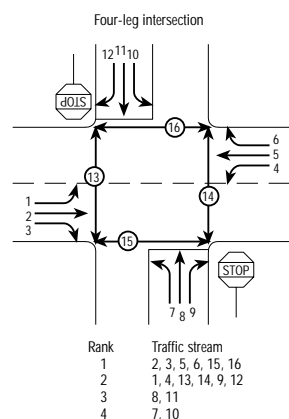 Four-leg intersection
12 11 10
STOP
16
6
5
4
13
14
1
2
3
15
STOP
7 8 9
Rank Traffic stream
1 2, 3, 5, 6, 15, 16
2 1, 4, 13, 14, 9, 12
3 8, 11
4 7, 10